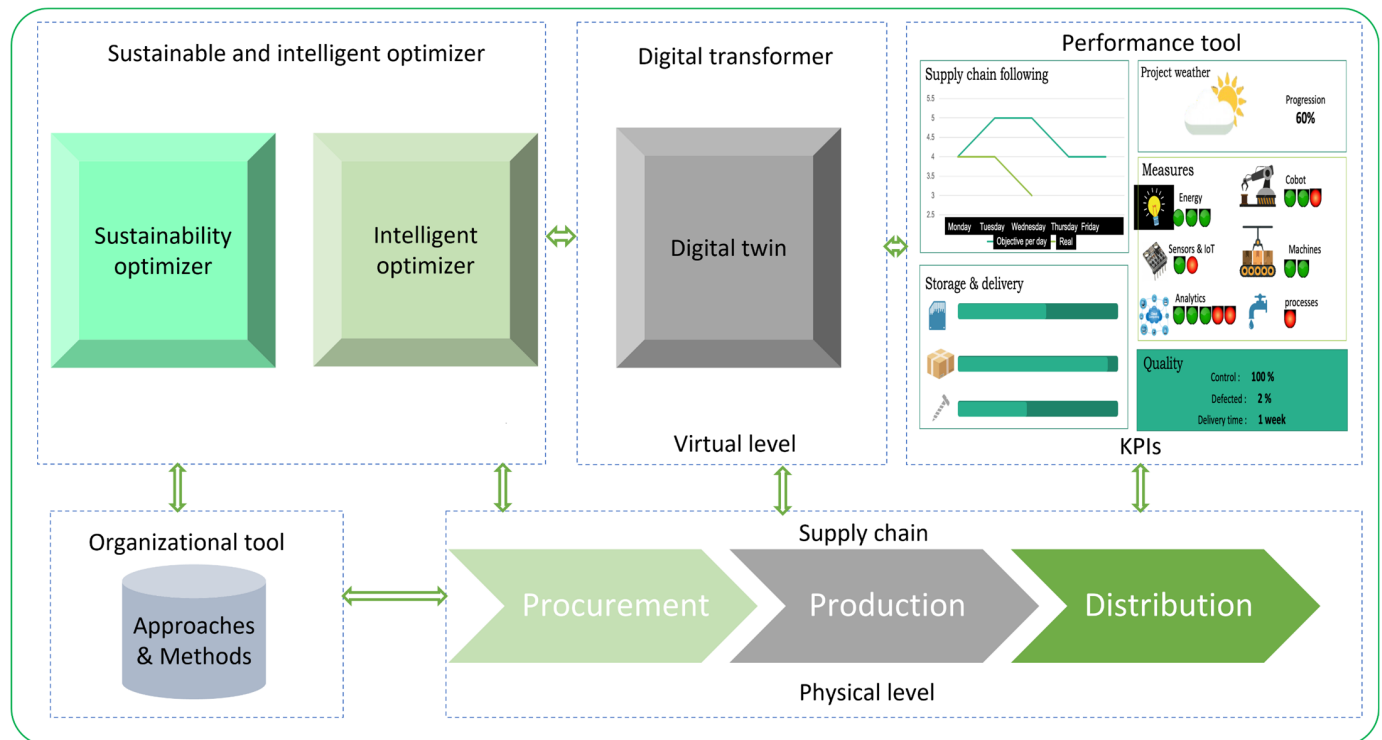 Sustainable and intelligent optimizer
Sustainability
optimizer
Intelligent
optimizer
Digital transformer
Digital twin
Virtual level
Performance tool
Supply chain following
5.5
5
4.5
4
3.5
3
2.5
Monday Tuesday Wednesday Thursday Friday
Objective per day Real
Storage & delivery
Project weather
Progression
60%
Measures
Energy
Cobot
Sensors & IoT
Machines
Analytics
processes
Quality
Control : 100 %
Defected : 2 %
Delivery time : 1 week
KPIs
Organizational tool
Approaches
& Methods
Supply chain
Procurement
Production
Distribution
Physical level